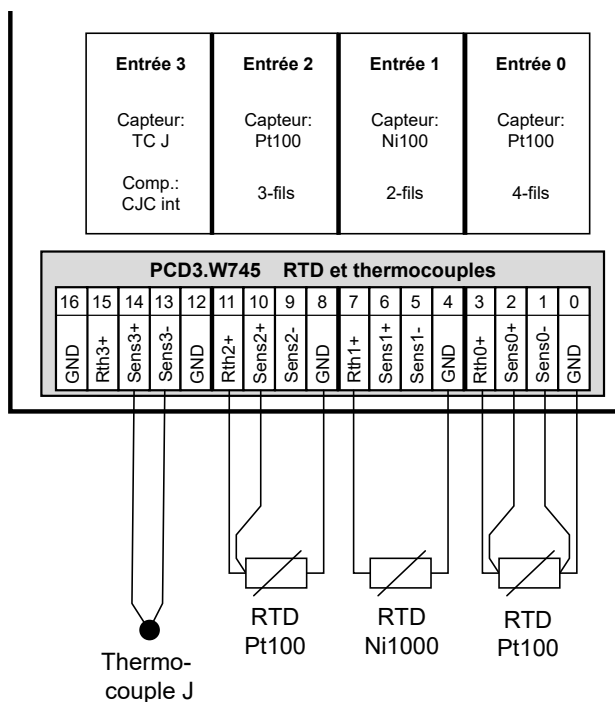 Entrée 3
Entrée 2
Entrée 1
Entrée 0
Capteur:
TC J
Capteur:
Pt100
Capteur:
Ni100
Capteur:
Pt100
Comp.:
CJC int
3-fils
2-fils
4-fils
PCD3.W745 RTD et thermocouples
16 15 14 13 12 11 10 9 8 7 6 5 4 3 2 1 0
GND
Rth3+
Sens3+
Sens3-
GND
Rth2+
Sens2+
Sens2-
GND
Rth1+
Sens1+
Sens1-
GND
Rth0+
Sens0+
Sens0-
GND
Thermo-
couple J
RTD
Pt100
RTD
Ni1000
RTD
Pt100